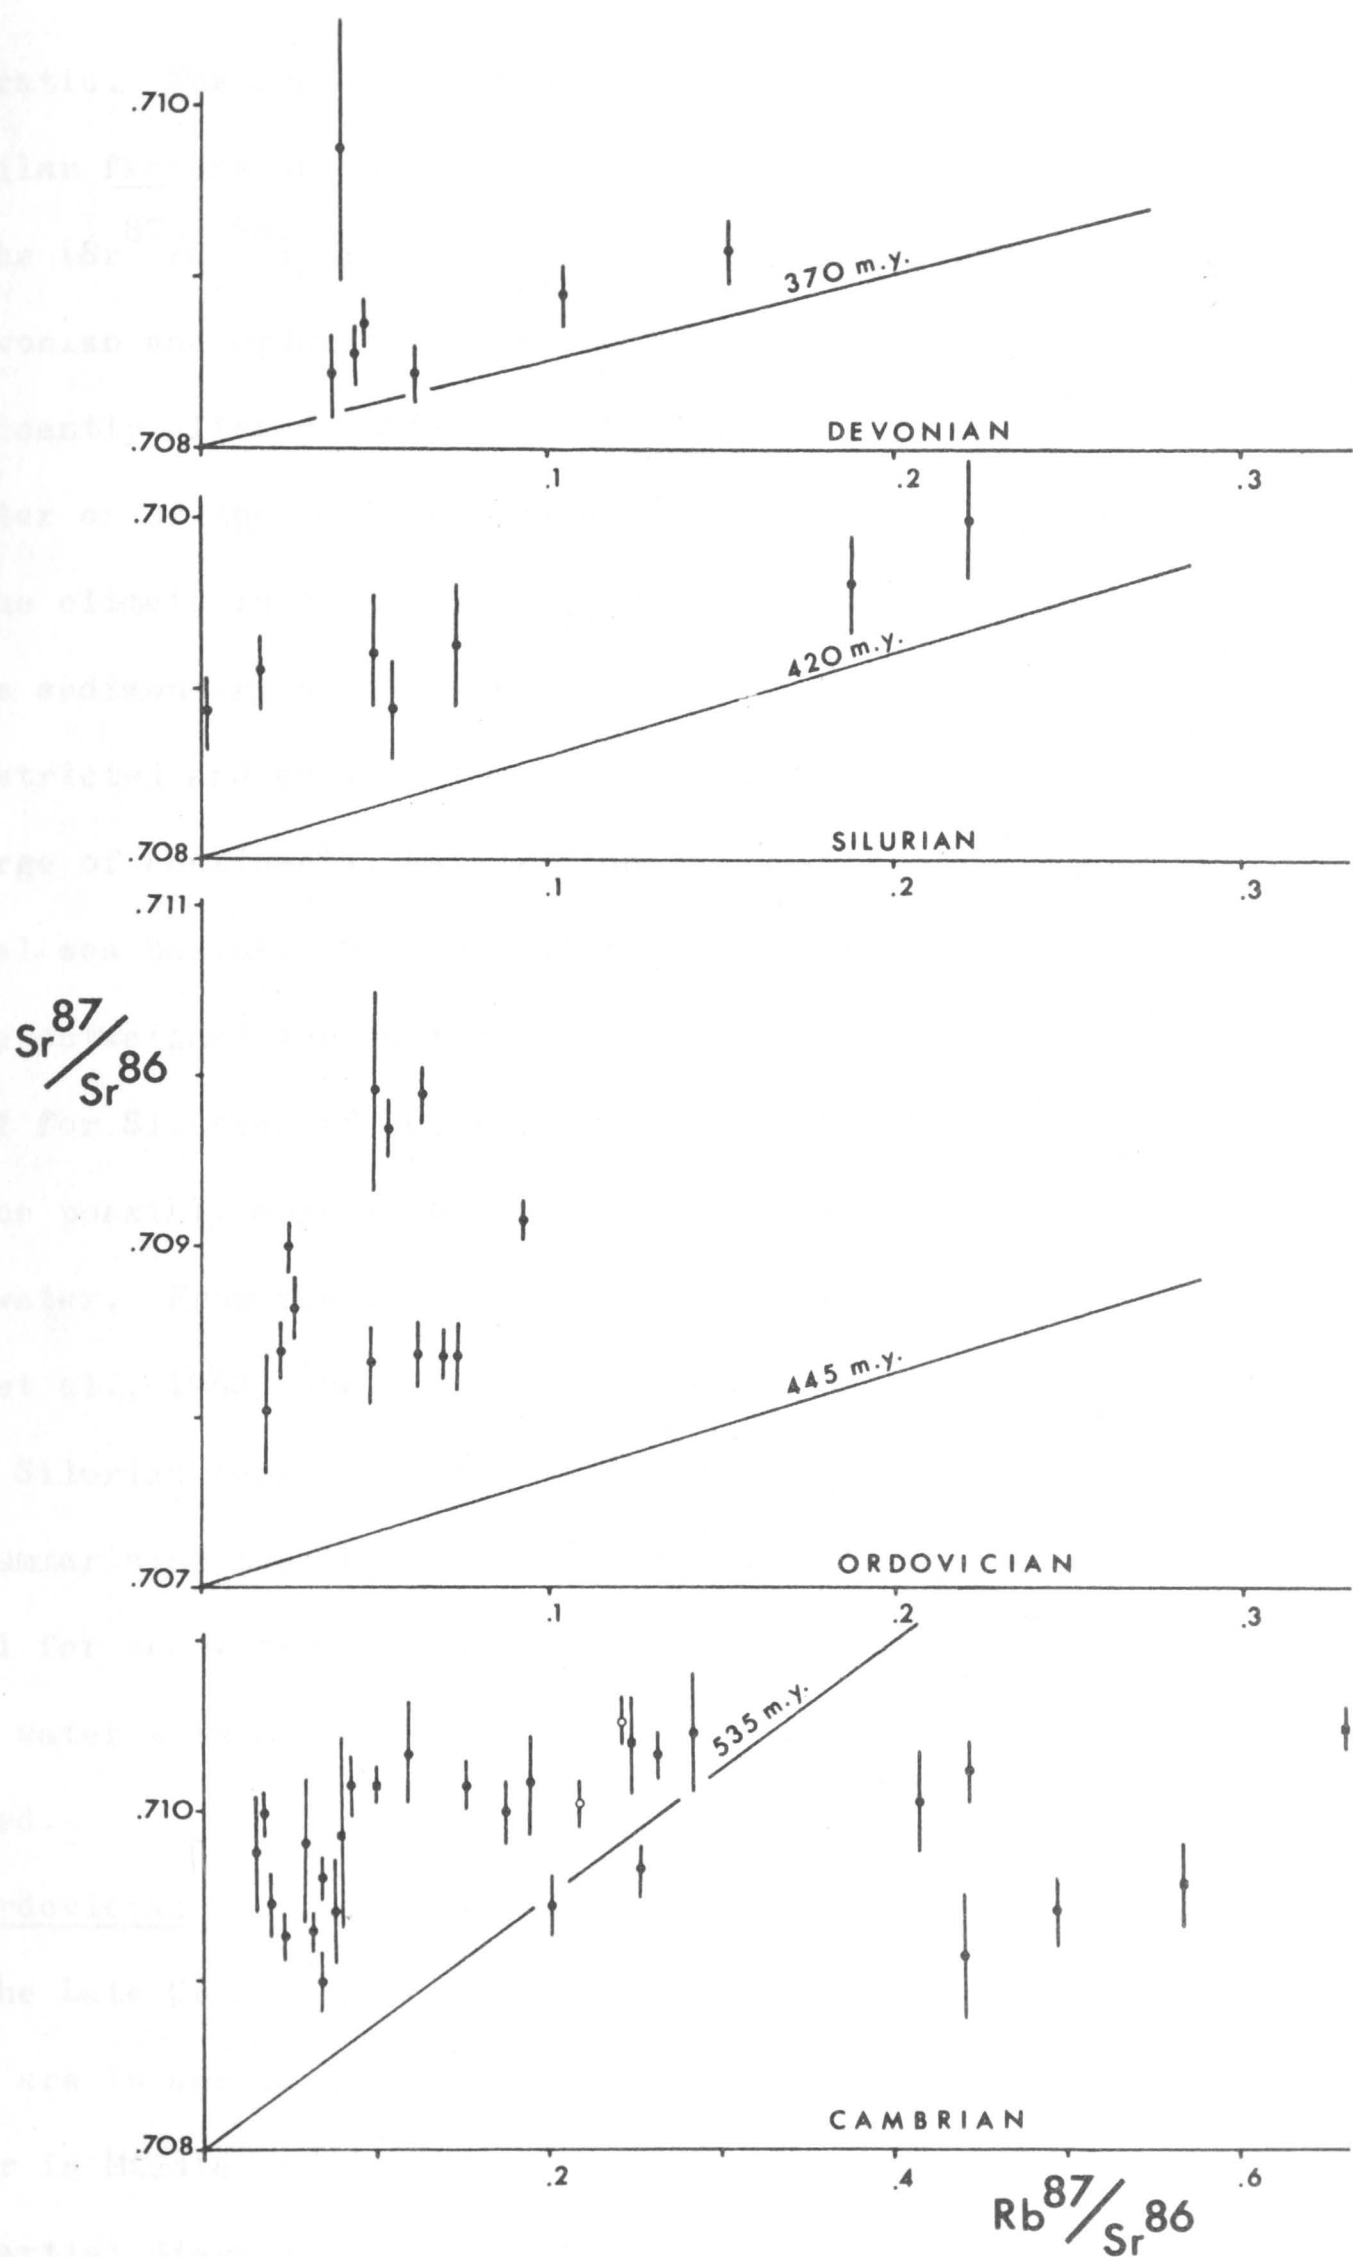 .710
370 m.y.
.708
DEVONIAN
.1 .2 .3
.710
420 m.y.
.708
SILURIAN
.1 .2 .3
.711
Sr87/Sr86
.709
445 m.y.
.707
ORDOVICIAN
.1 .2 .3
535 m.y.
.710
.708
CAMBRIAN
.2 .4 .6
Rb87/Sr86